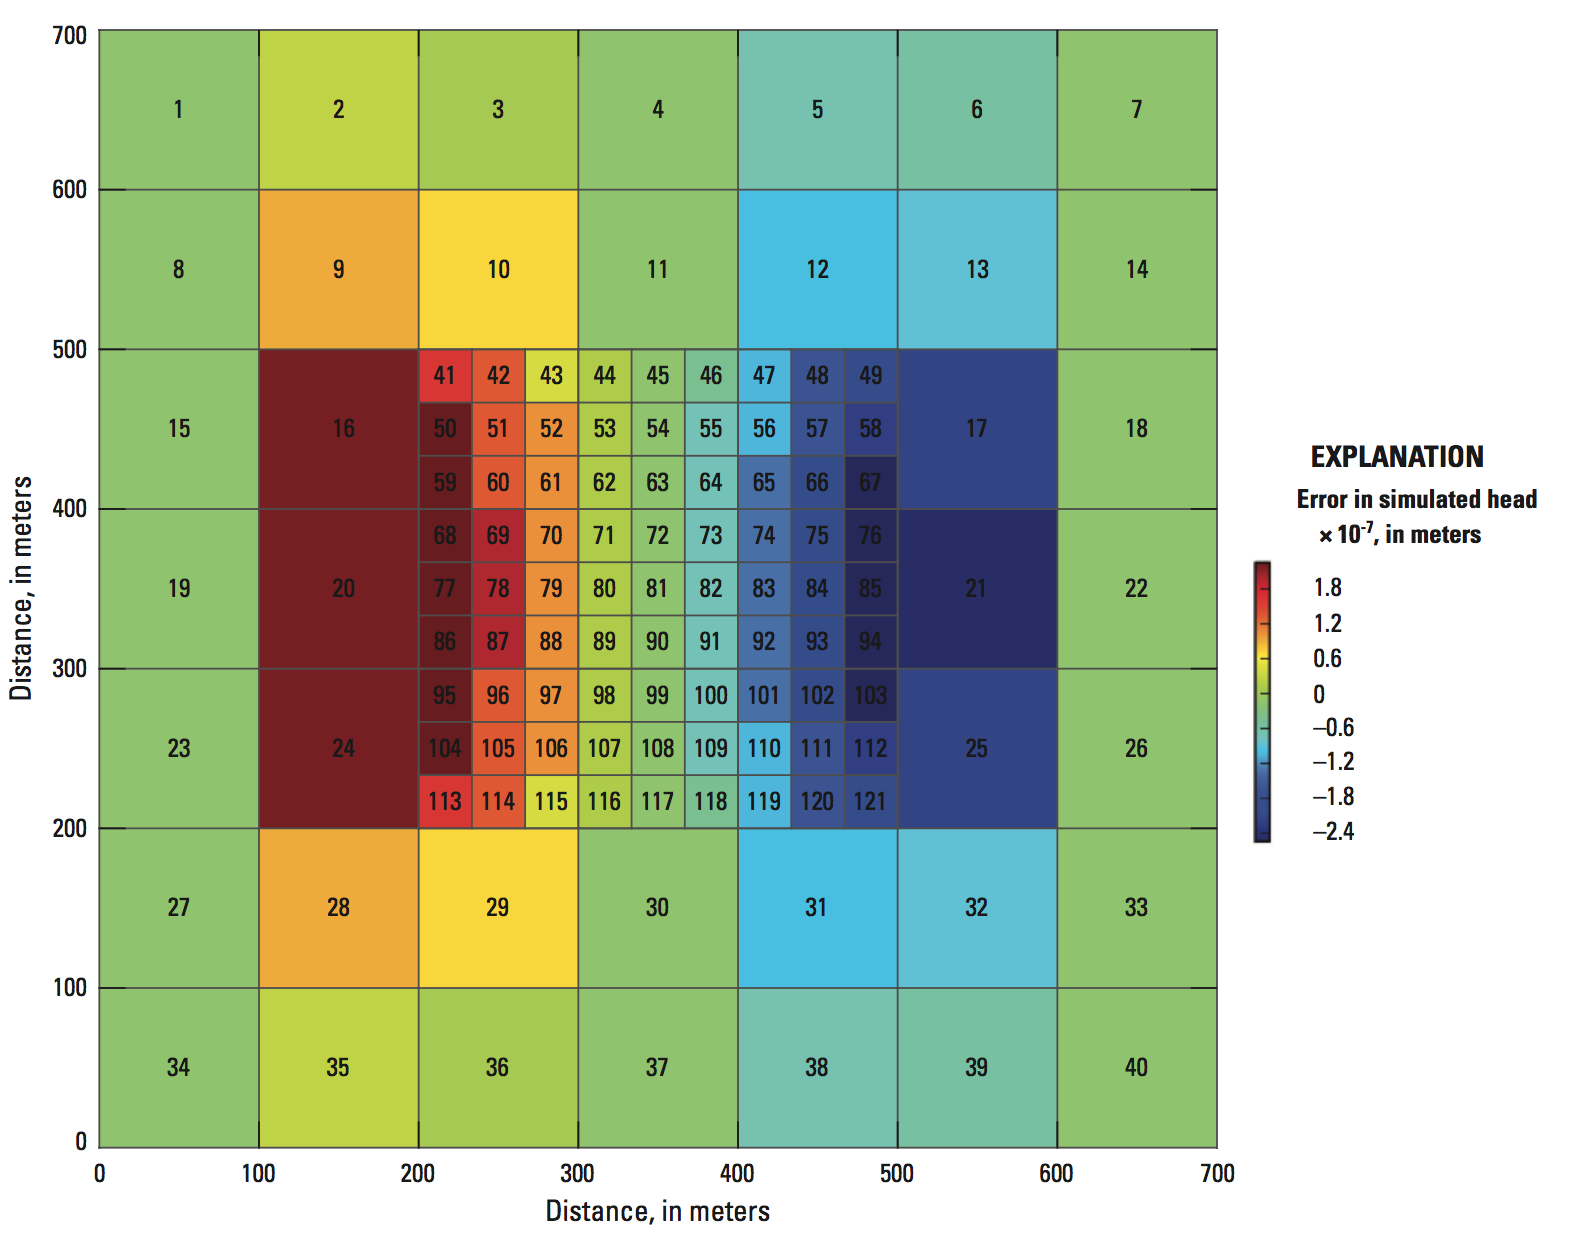 700
1 2 3 4 5 6 7
600
8 9 10 11 12 13 14
500
41 42 43 44 45 46 47 48 49
15 16 50 51 52 53 54 55 56 57 58 17 18
59 60 61 62 63 64 65 66 67
400
68 69 70 71 72 73 74 75 76
19 20 77 78 79 80 81 82 83 84 85 21 22
86 87 88 89 90 91 92 93 94
300
95 96 97 98 99 100 101 102 103
23 24 104 105 106 107 108 109 110 111 112 25 26
113 114 115 116 117 118 119 120 121
200
27 28 29 30 31 32 33
100
34 35 36 37 38 39 40
0
0 100 200 300 400 500 600 700
Distance, in meters
Distance, in meters
EXPLANATION
Error in simulated head
× 10-7, in meters
1.8
1.2
0.6
0
–0.6
–1.2
–1.8
–2.4